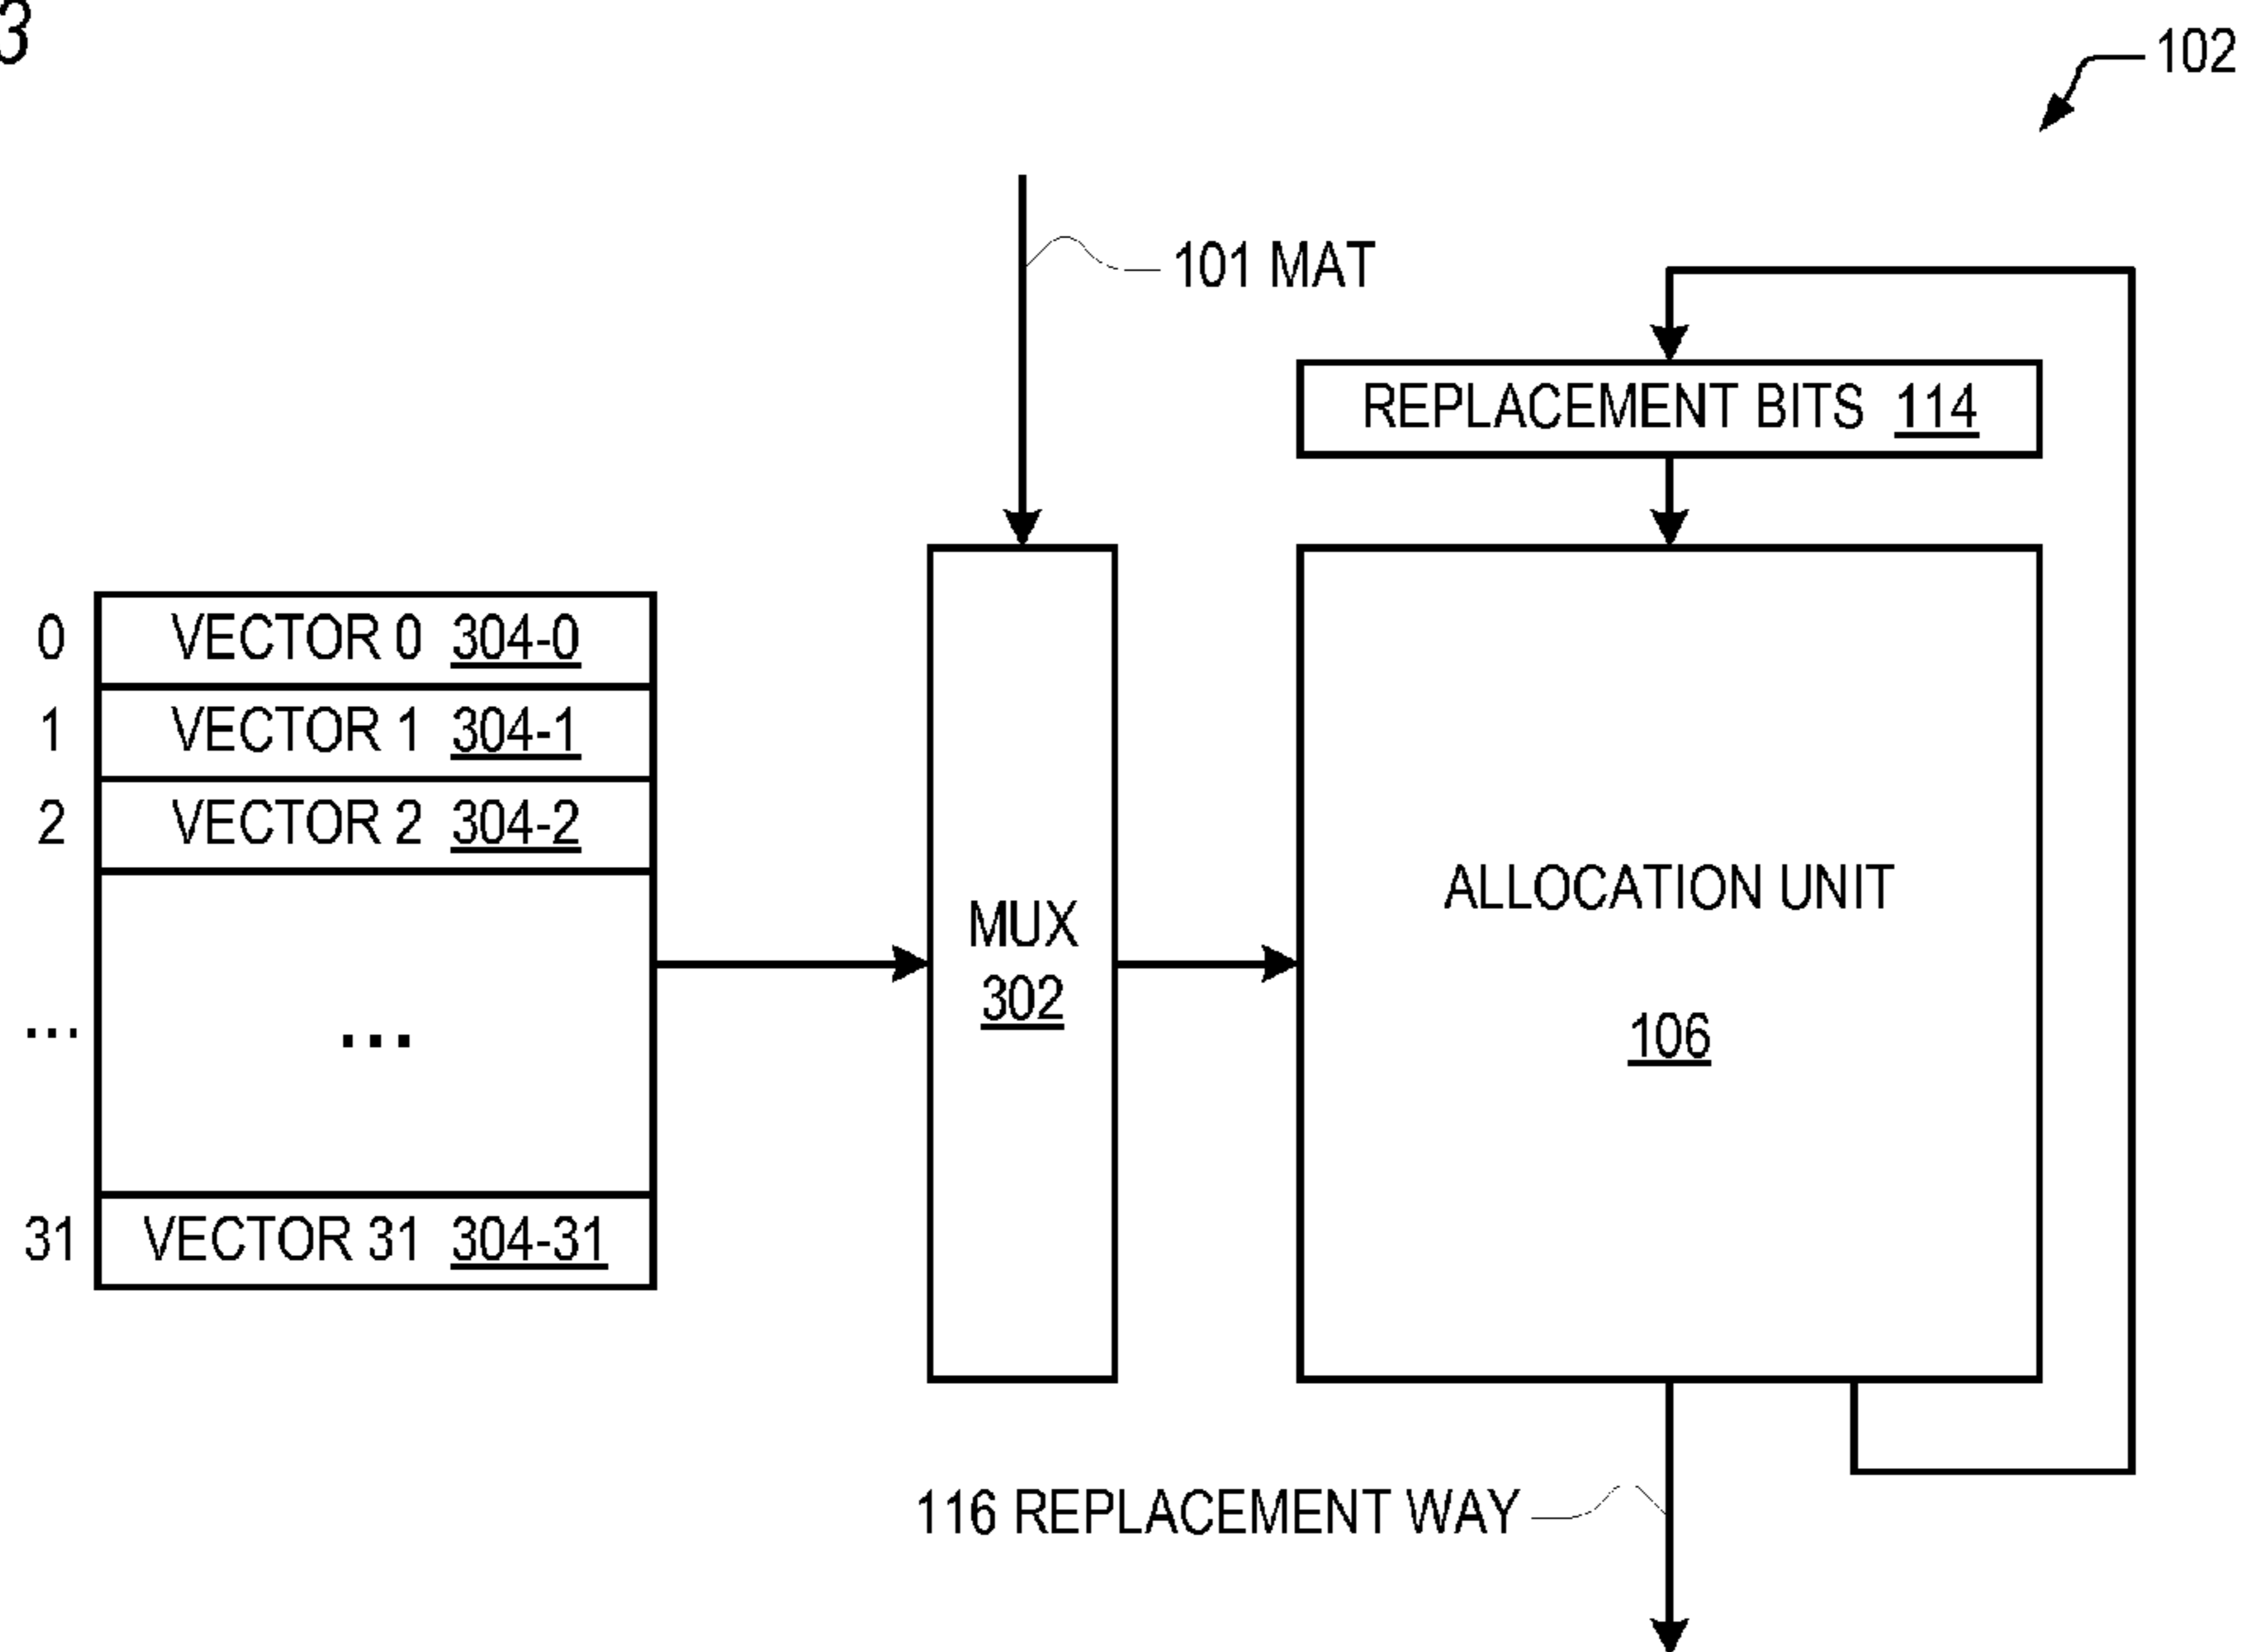 3
102
101 MAT
REPLACEMENT BITS 114
0 VECTOR 0 304-0
1 VECTOR 1 304-1
2 VECTOR 2 304-2
... ...
31 VECTOR 31 304-31
MUX
302
ALLOCATION UNIT
106
116 REPLACEMENT WAY